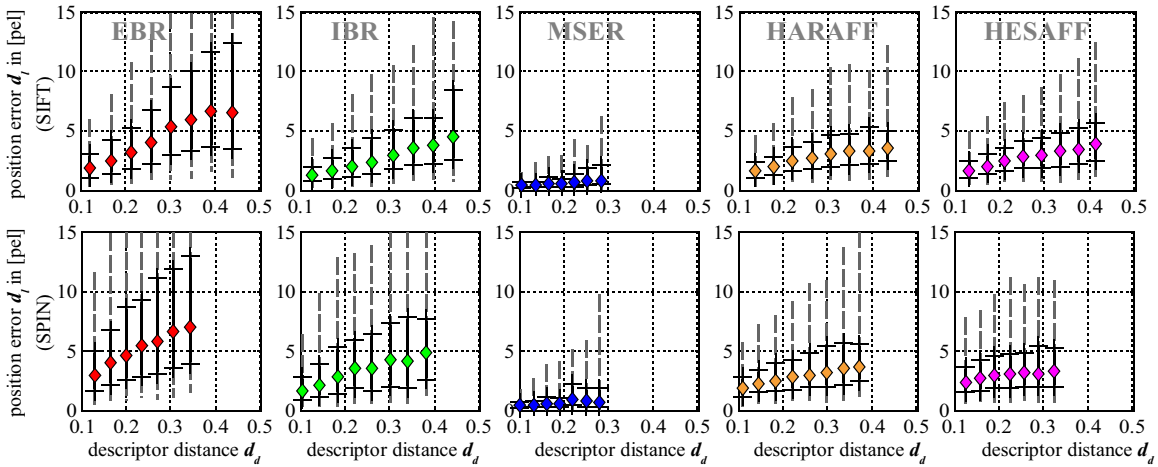 EBR IBR MSER HARAFF HESAFF
position error d_l in [pel]
(SIFT)
15 15 15 15 15
10 10 10 10 10
5 5 5 5 5
0 0 0 0 0
0.1 0.2 0.3 0.4 0.5 0.1 0.2 0.3 0.4 0.5 0.1 0.2 0.3 0.4 0.5 0.1 0.2 0.3 0.4 0.5 0.1 0.2 0.3 0.4 0.5
position error d_l in [pel]
(SPIN)
15 15 15 15 15
10 10 10 10 10
5 5 5 5 5
0 0 0 0 0
0.1 0.2 0.3 0.4 0.5 0.1 0.2 0.3 0.4 0.5 0.1 0.2 0.3 0.4 0.5 0.1 0.2 0.3 0.4 0.5 0.1 0.2 0.3 0.4 0.5
descriptor distance d_d descriptor distance d_d descriptor distance d_d descriptor distance d_d descriptor distance d_d